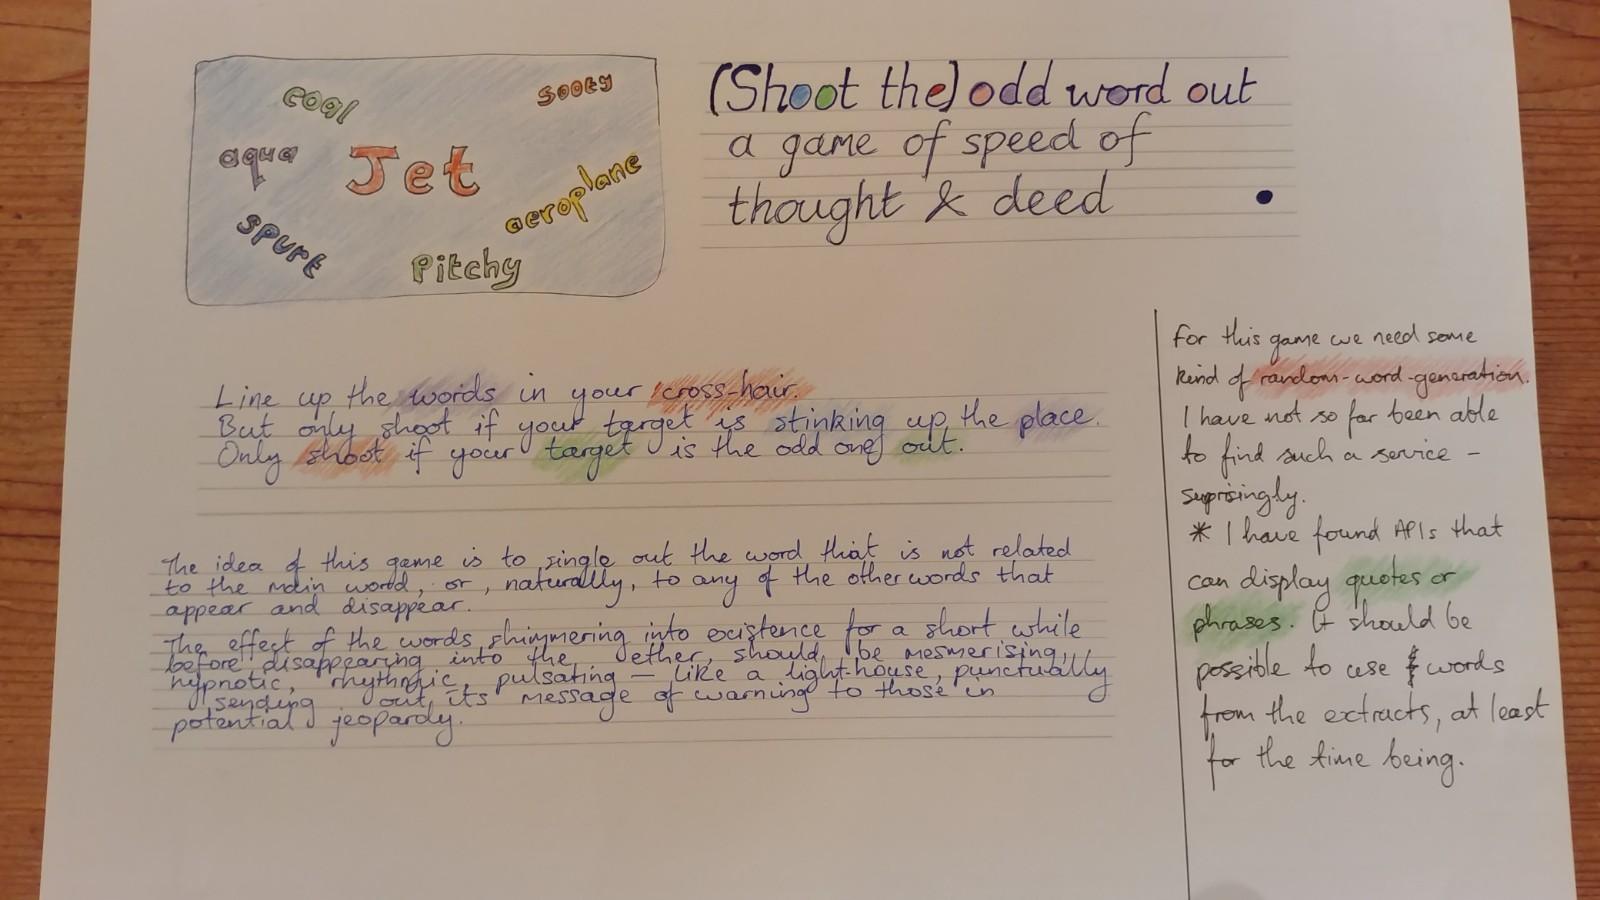 coal
sooty
aqua
Jet
aeroplane
spurt
Pitchy
(Shoot the) odd word out
a game of speed of
thought & deed
Line up the words in your cross-hair.
But only shoot if your target is stinking up the place.
Only shoot if your target is the odd one out.
The idea of this game is to single out the word that is not related
to the main word, or, naturally, to any of the other words that
appear and disappear.
The effect of the words shimmering into existence for a short while
before disappearing into the ether, should be mesmerising,
hypnotic, rhythmic, pulsating — like a light-house, punctually
sending out its message of warning to those in
potential jeopardy.
For this game we need some
kind of random-word-generation.
I have not so far been able
to find such a service –
suprisingly.
* I have found APIs that
can display quotes or
phrases. It should be
possible to use words
from the extracts, at least
for the time being.